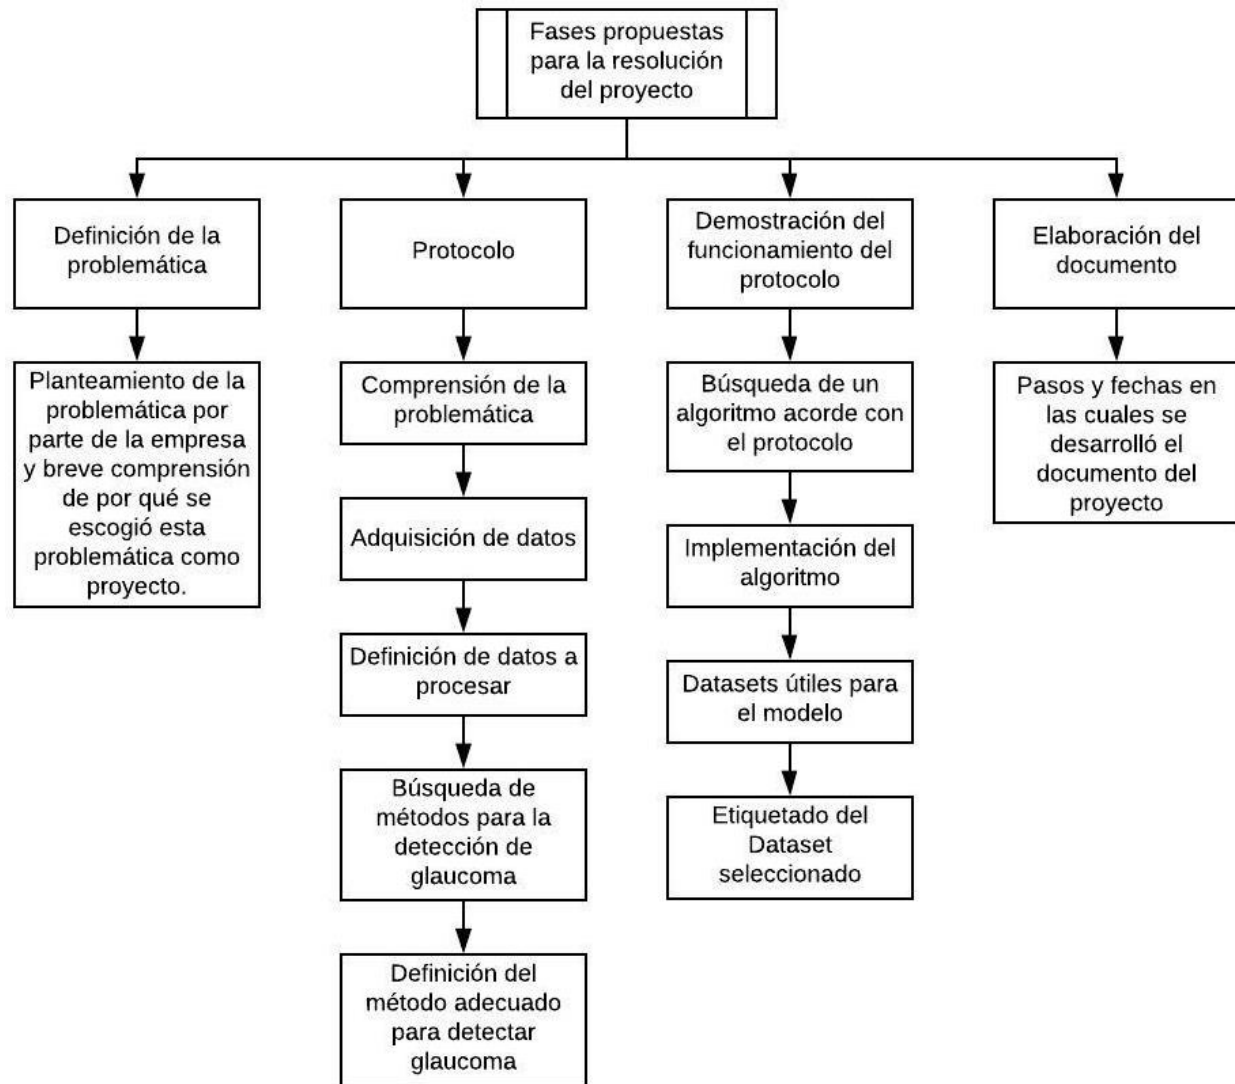 Fases propuestas
para la resolución
del proyecto
Definición de la
problemática
Protocolo
Demostración del
funcionamiento del
protocolo
Elaboración del
documento
Planteamiento de la
problemática por
parte de la empresa
y breve comprensión
de por qué se
escogió esta
problemática como
proyecto.
Comprensión de la
problemática
Adquisición de datos
Definición de datos a
procesar
Búsqueda de
métodos para la
detección de
glaucoma
Definición del
método adecuado
para detectar
glaucoma
Búsqueda de un
algoritmo acorde con
el protocolo
Implementación del
algoritmo
Datasets útiles para
el modelo
Etiquetado del
Dataset
seleccionado
Pasos y fechas en
las cuales se
desarrolló el
documento del
proyecto